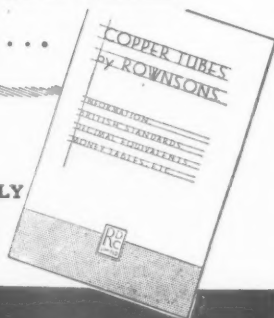 ...
COPPER TUBES
by ROWNSONS
INFORMATION
BRITISH STANDARDS
DECIMAL EQUIVALENTS
MONEY TABLES, ETC.
LY